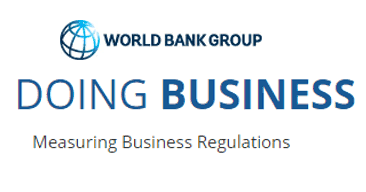 WORLD BANK GROUP
DOING BUSINESS
Measuring Business Regulations